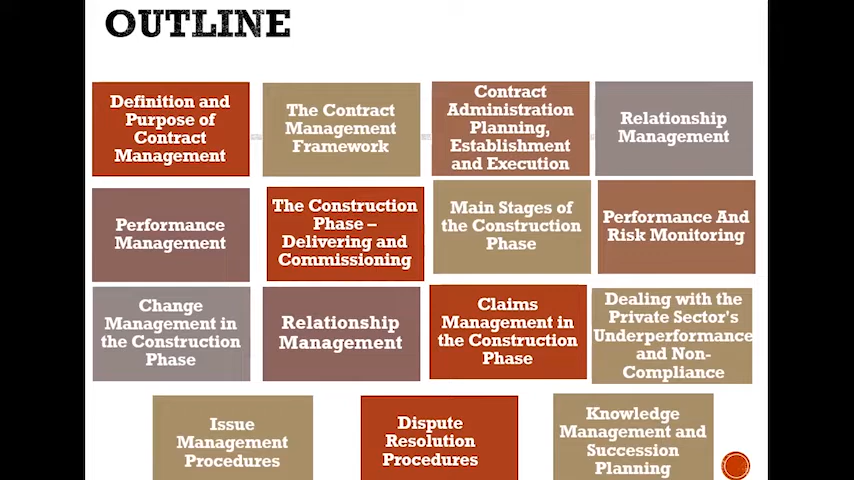 OUTLINE
Definition and
Purpose of
Contract
Management
The Contract
Management
Framework
Contract
Administration
Planning,
Establishment
and Execution
Relationship
Management
Performance
Management
The Construction
Phase –
Delivering and
Commissioning
Main Stages of
the Construction
Phase
Performance And
Risk Monitoring
Change
Management in
the Construction
Phase
Relationship
Management
Claims
Management in
the Construction
Phase
Dealing with the
Private Sector's
Underperformance
and Non-
Compliance
Issue
Management
Procedures
Dispute
Resolution
Procedures
Knowledge
Management and
Succession
Planning